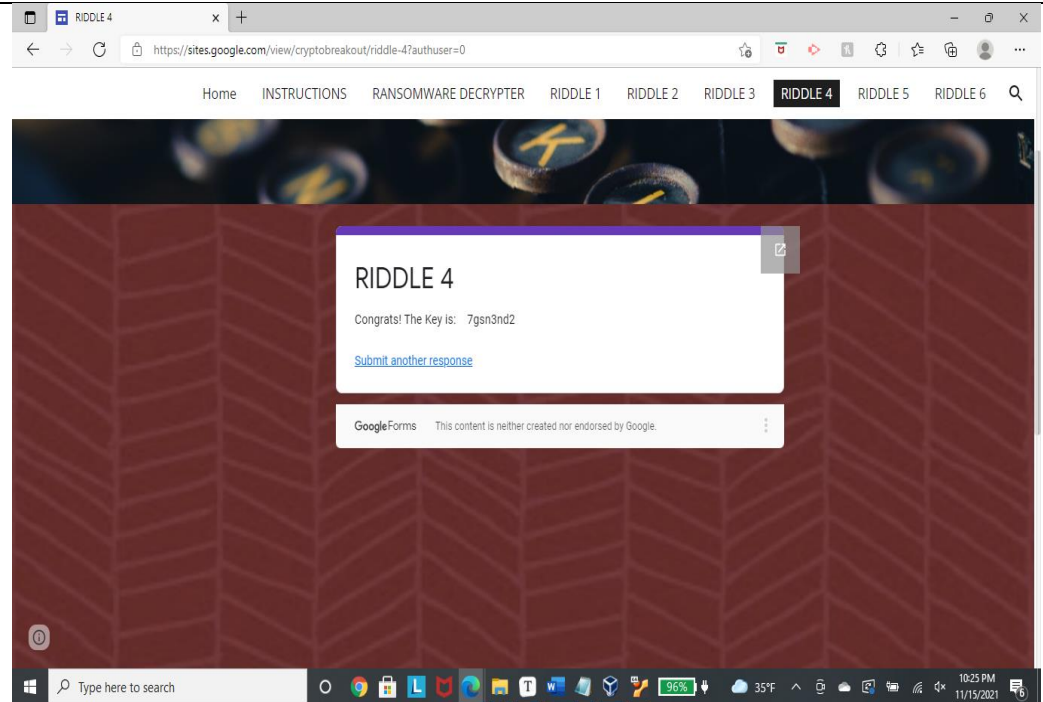 RIDDLE 4
https://sites.google.com/view/cryptobreakout/riddle-4?authuser=0
Home INSTRUCTIONS RANSOMWARE DECRYPTER RIDDLE 1 RIDDLE 2 RIDDLE 3 RIDDLE 4 RIDDLE 5 RIDDLE 6
K
N
RIDDLE 4
Congrats! The Key is: 7gsn3nd2
Submit another response
GoogleForms This content is neither created nor endorsed by Google.
Type here to search L T 96% 35°F 10:25 PM
11/15/2021 6